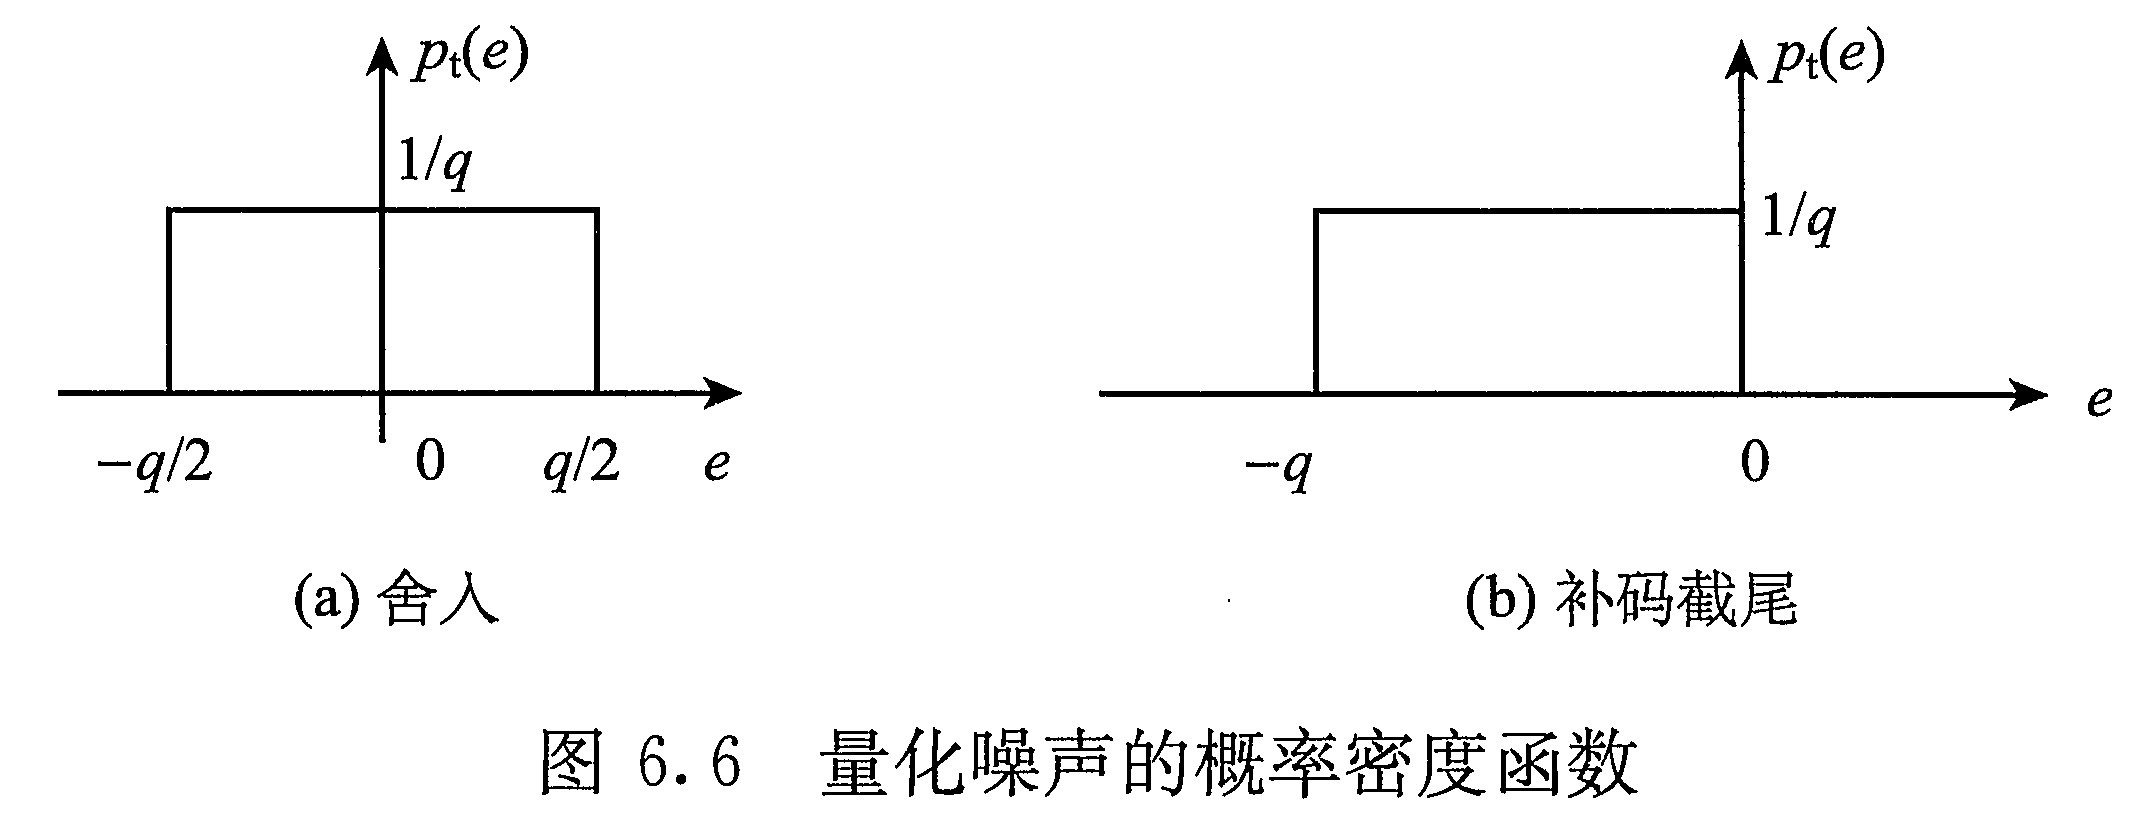 pt(e)
1/q
−q/2 0 q/2 e
(a) 舍入
pt(e)
1/q
−q 0 e
(b) 补码截尾
图 6.6 量化噪声的概率密度函数